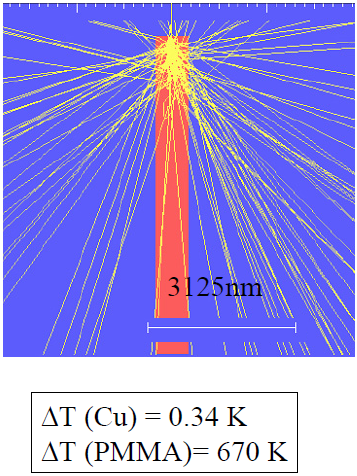 3125nm
ΔT (Cu) = 0.34 K
ΔT (PMMA)= 670 K